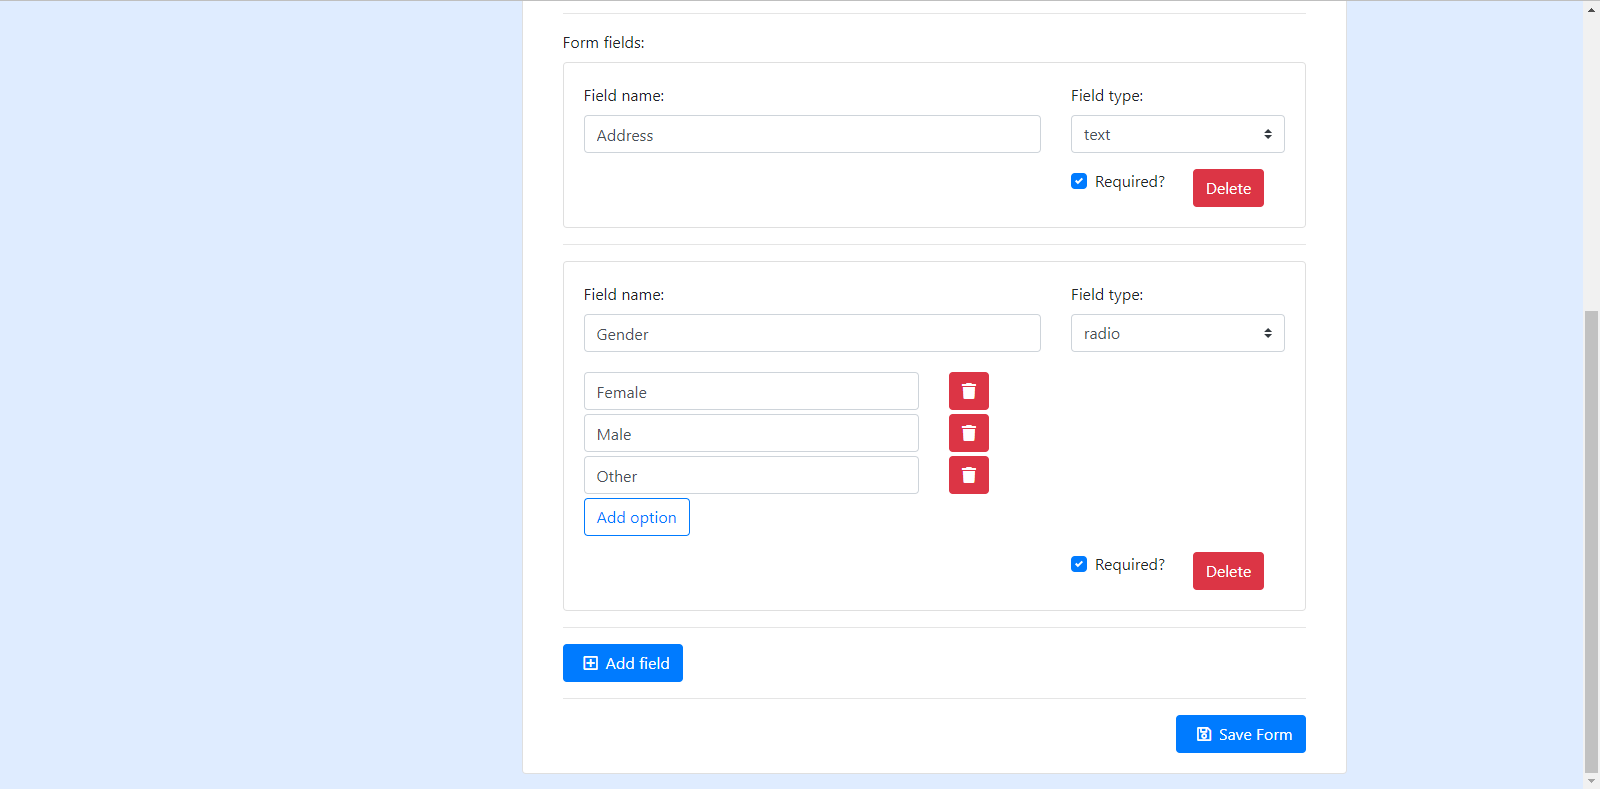 Form fields:
Field name:
Field type:
Address
text
Required?
Delete
Field name:
Field type:
Gender
radio
Female
Male
Other
Add option
Required?
Delete
Add field
Save Form